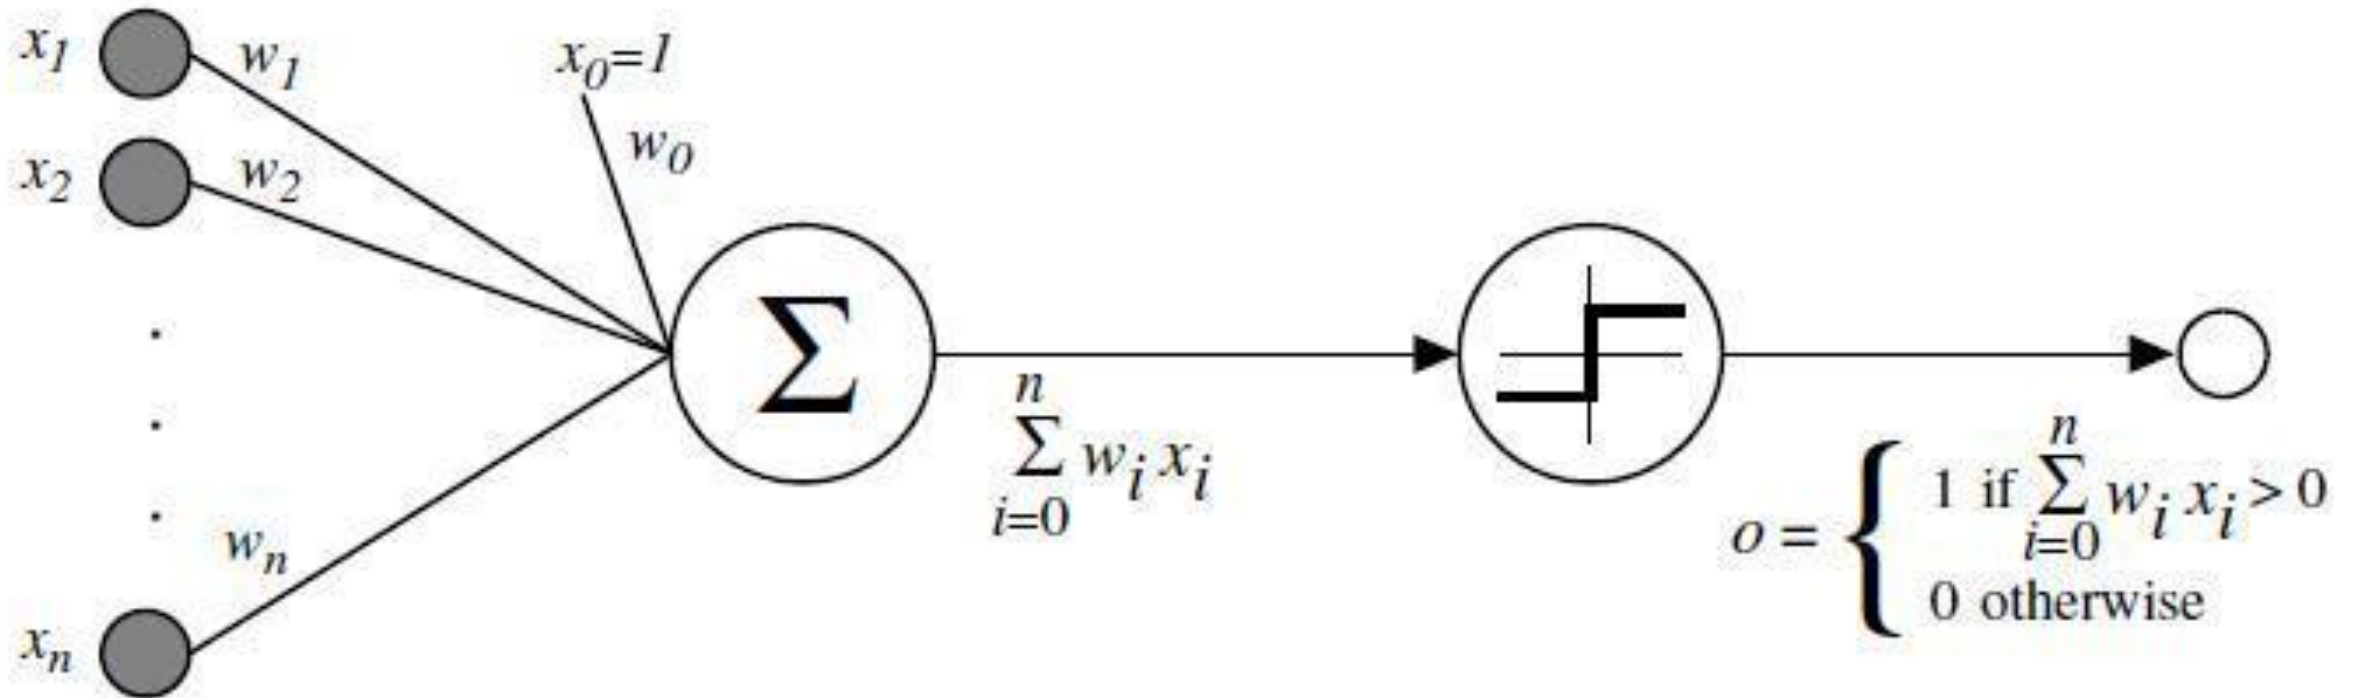 x₁ w₁ x₀=1
w₀
x₂ w₂
.
.
.
Σ
n
Σ wᵢ xᵢ
i=0
wₙ
xₙ
n
o = { 1 if Σ wᵢ xᵢ > 0
i=0
0 otherwise